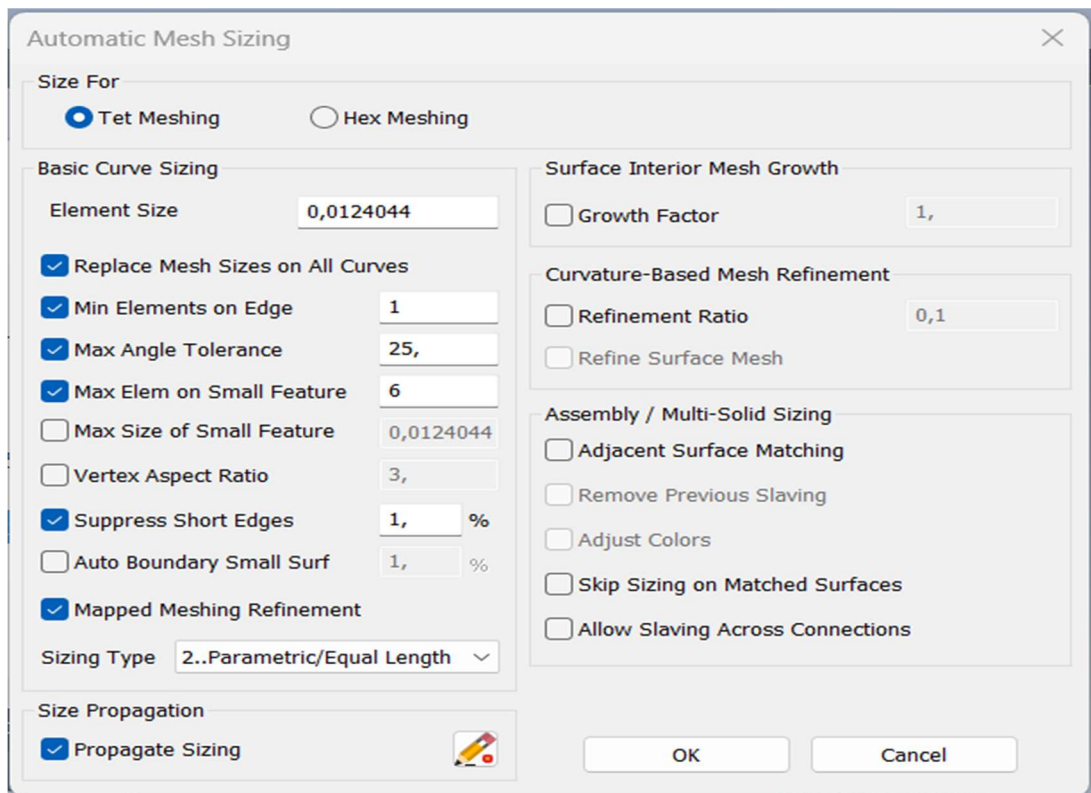 Automatic Mesh Sizing
Size For
Tet Meshing
Hex Meshing
Basic Curve Sizing
Element Size 0,0124044
Replace Mesh Sizes on All Curves
Min Elements on Edge 1
Max Angle Tolerance 25,
Max Elem on Small Feature 6
Max Size of Small Feature 0,0124044
Vertex Aspect Ratio 3,
Suppress Short Edges 1, %
Auto Boundary Small Surf 1, %
Mapped Meshing Refinement
Sizing Type 2..Parametric/Equal Length
Size Propagation
Propagate Sizing
Surface Interior Mesh Growth
Growth Factor 1,
Curvature-Based Mesh Refinement
Refinement Ratio 0,1
Refine Surface Mesh
Assembly / Multi-Solid Sizing
Adjacent Surface Matching
Remove Previous Slaving
Adjust Colors
Skip Sizing on Matched Surfaces
Allow Slaving Across Connections
OK
Cancel